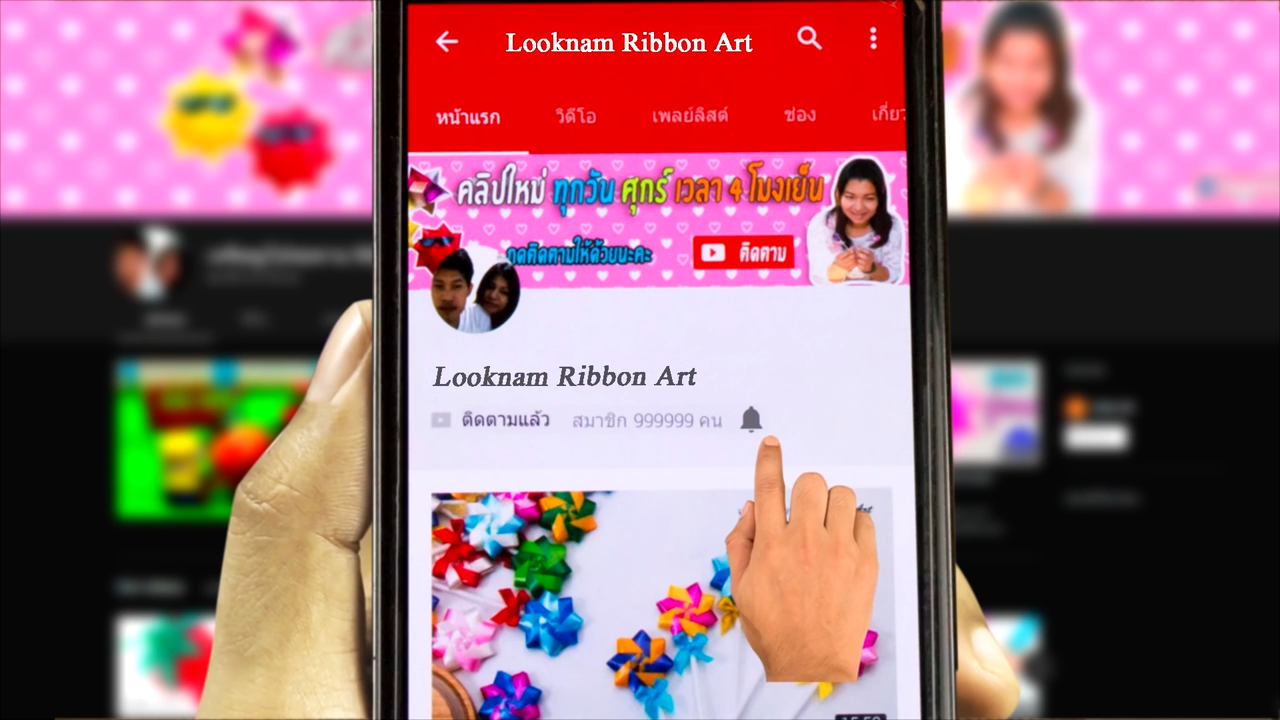 Looknam Ribbon Art
หน้าแรก วิดีโอ เพลย์ลิสต์ ช่อง เกี่ยว
คลิปใหม่ ทุกวัน ศุกร์ เวลา 4 โมงเย็น
กดติดตามให้ด้วยนะคะ ติดตาม
Looknam Ribbon Art
ติดตามแล้ว สมาชิก 999999 คน